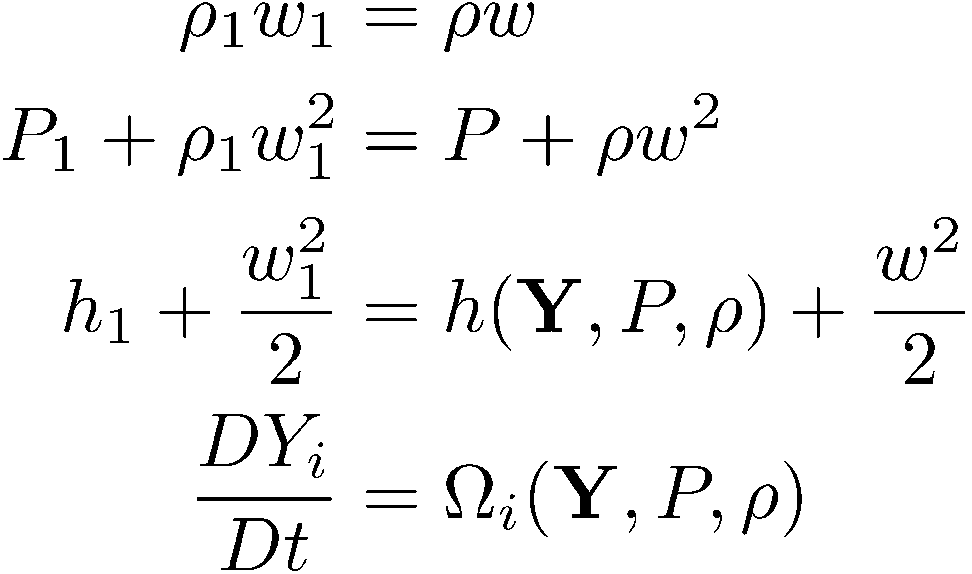 ρ₁w₁ = ρw
P₁ + ρ₁w₁² = P + ρw²
h₁ + w₁²/2 = h(𝐘, P, ρ) + w²/2
DYᵢ/Dt = Ωᵢ(𝐘, P, ρ)